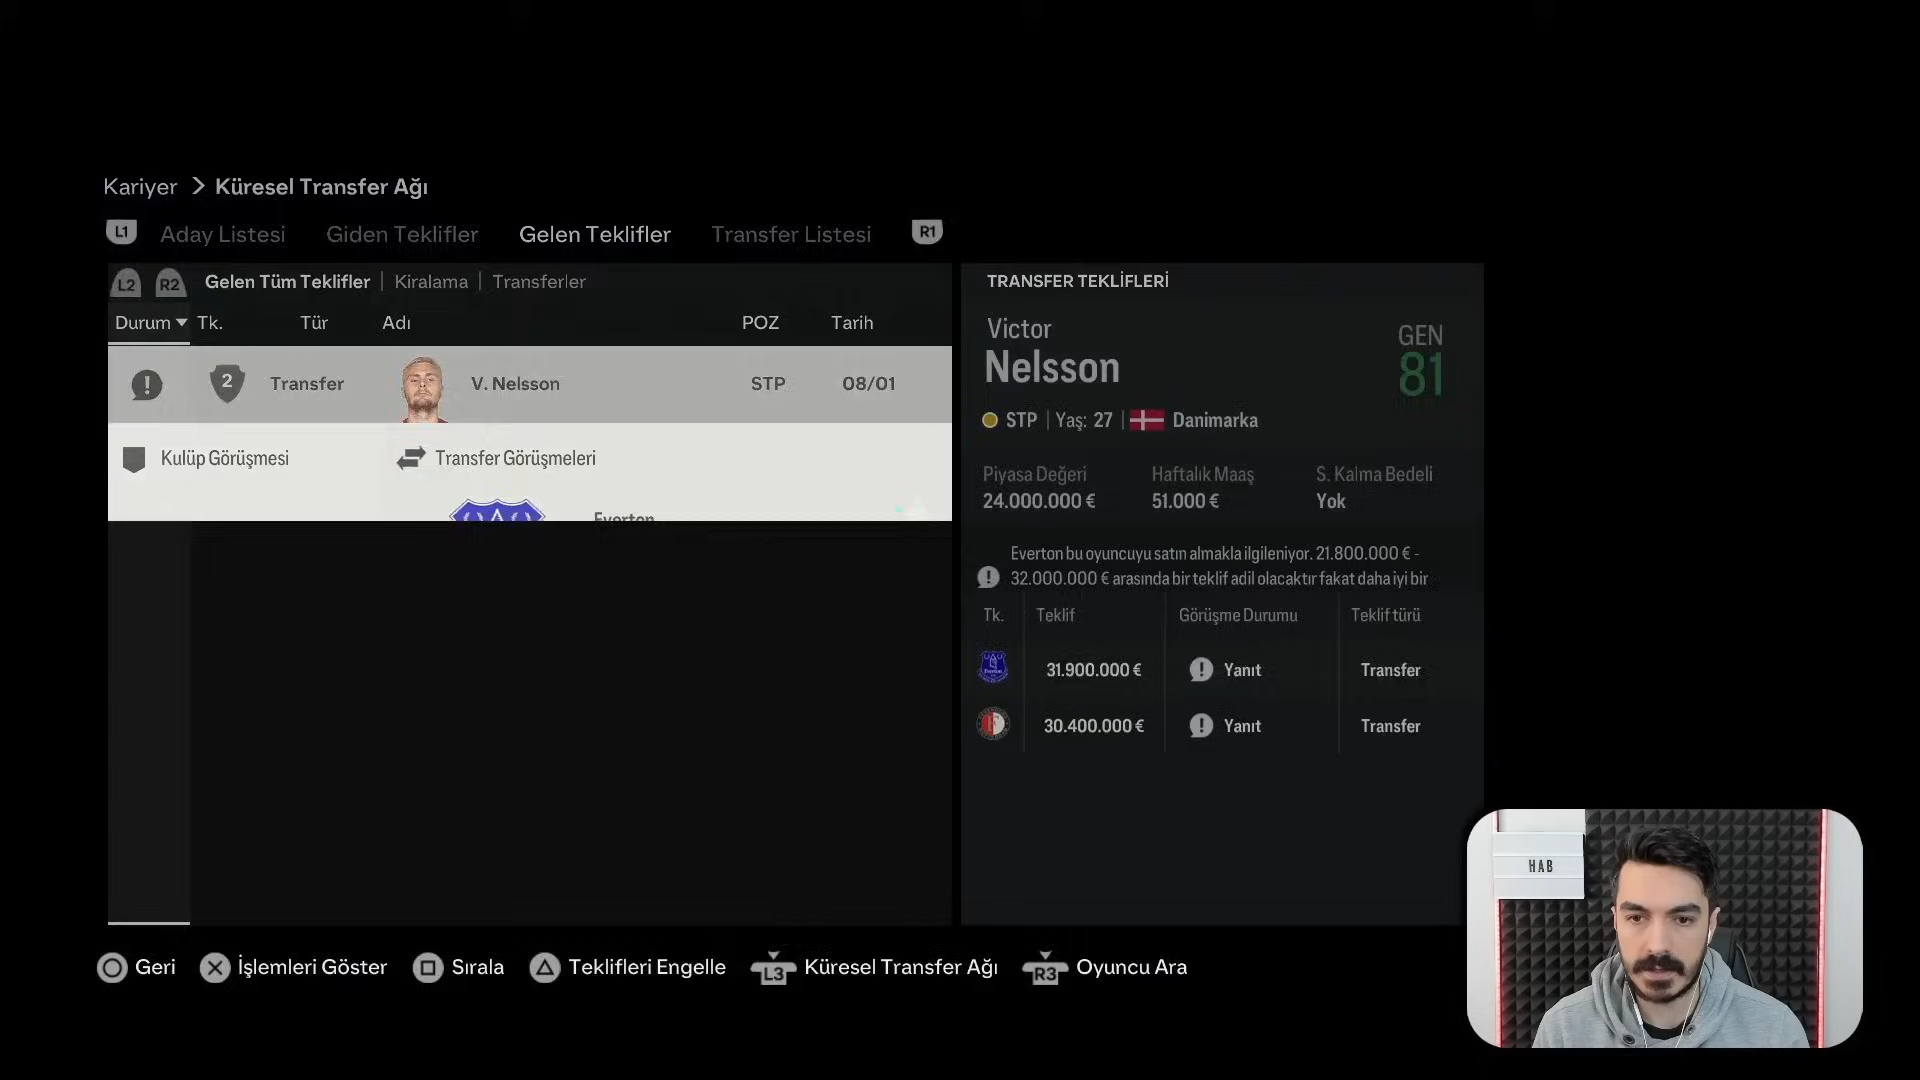 Kariyer > Küresel Transfer Ağı
L1 Aday Listesi Giden Teklifler Gelen Teklifler Transfer Listesi R1
L2 R2 Gelen Tüm Teklifler | Kiralama | Transferler
Durum Tk. Tür Adı POZ Tarih
2 Transfer V. Nelsson STP 08/01
Kulüp Görüşmesi Transfer Görüşmeleri
Everton
TRANSFER TEKLİFLERİ
Victor
Nelsson
GEN
81
STP | Yaş: 27 | Danimarka
Piyasa Değeri Haftalık Maaş S. Kalma Bedeli
24.000.000 € 51.000 € Yok
Everton bu oyuncuyu satın almakla ilgileniyor. 21.800.000 € -
32.000.000 € arasında bir teklif adil olacaktır fakat daha iyi bir
Tk. Teklif Görüşme Durumu Teklif türü
31.900.000 € Yanıt Transfer
30.400.000 € Yanıt Transfer
HAB
Geri İşlemleri Göster Sırala Teklifleri Engelle L3 Küresel Transfer Ağı R3 Oyuncu Ara